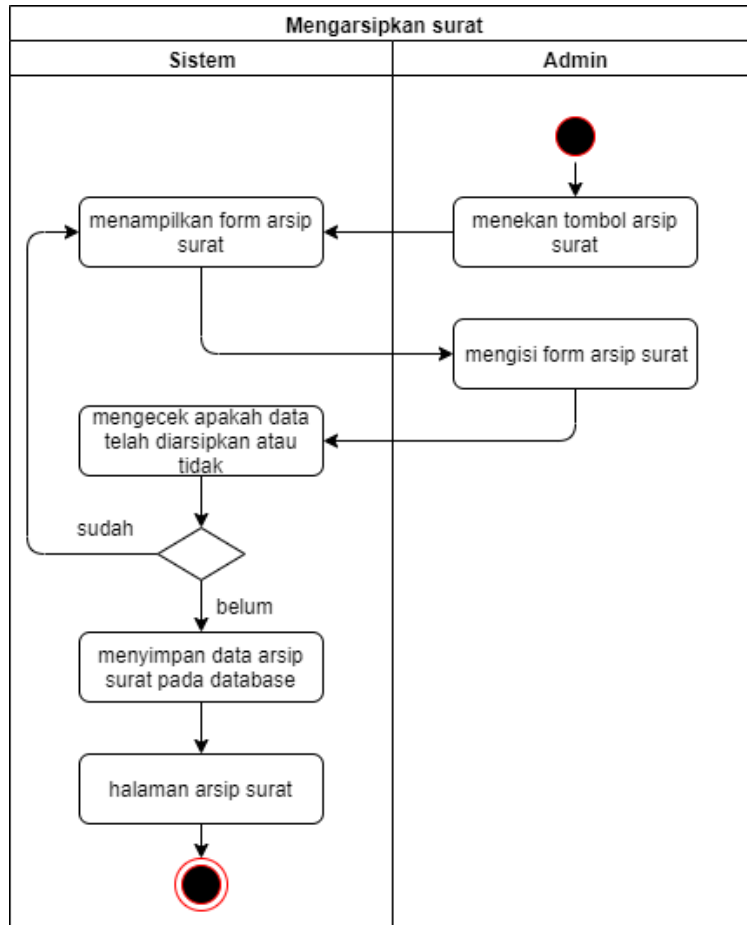 Mengarsipkan surat
Sistem
Admin
menekan tombol arsip
surat
menampilkan form arsip
surat
mengisi form arsip surat
mengecek apakah data
telah diarsipkan atau
tidak
sudah
belum
menyimpan data arsip
surat pada database
halaman arsip surat